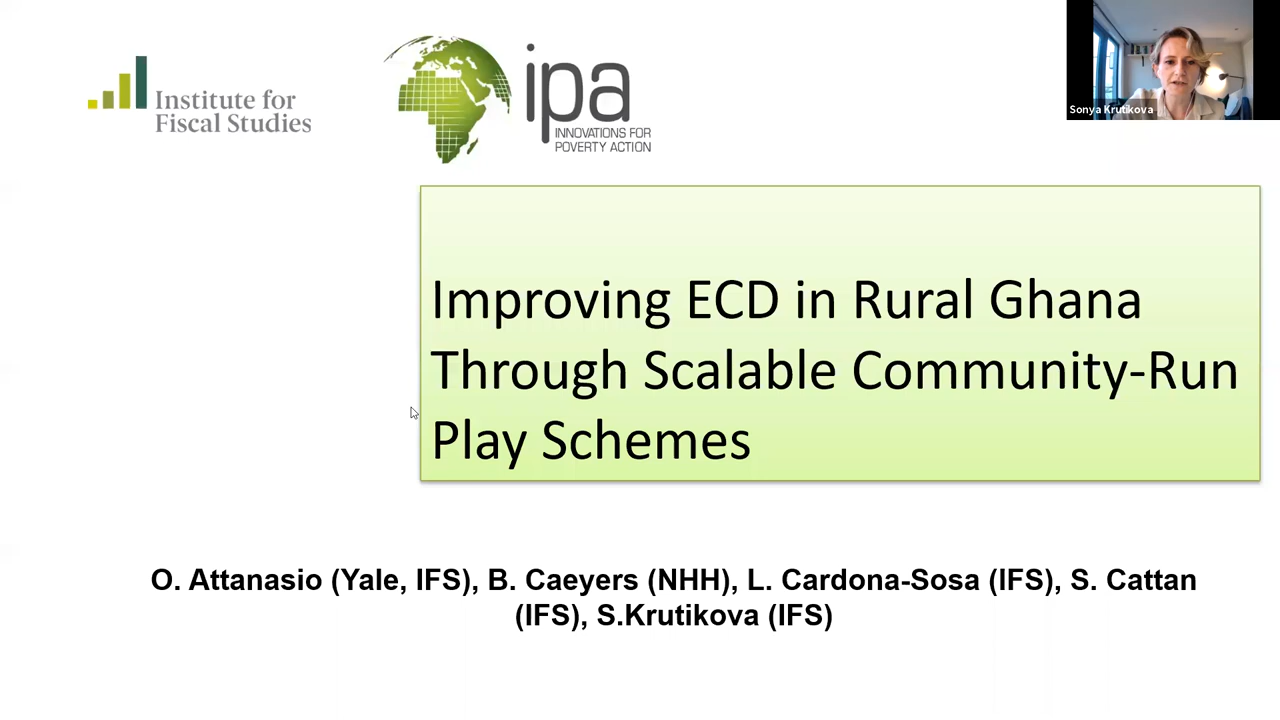 Institute for
Fiscal Studies
ipa
INNOVATIONS FOR
POVERTY ACTION
Sonya Krutikova
Improving ECD in Rural Ghana
Through Scalable Community-Run
Play Schemes
O. Attanasio (Yale, IFS), B. Caeyers (NHH), L. Cardona-Sosa (IFS), S. Cattan
(IFS), S.Krutikova (IFS)